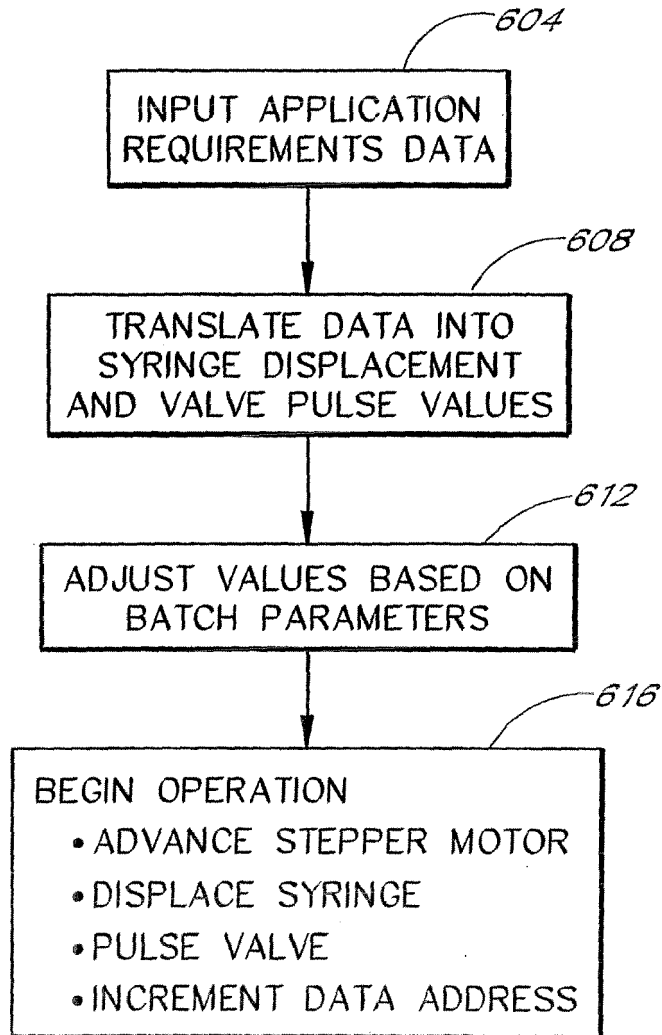 604
INPUT APPLICATION
REQUIREMENTS DATA
608
TRANSLATE DATA INTO
SYRINGE DISPLACEMENT
AND VALVE PULSE VALUES
612
ADJUST VALUES BASED ON
BATCH PARAMETERS
616
BEGIN OPERATION
• ADVANCE STEPPER MOTOR
• DISPLACE SYRINGE
• PULSE VALVE
• INCREMENT DATA ADDRESS